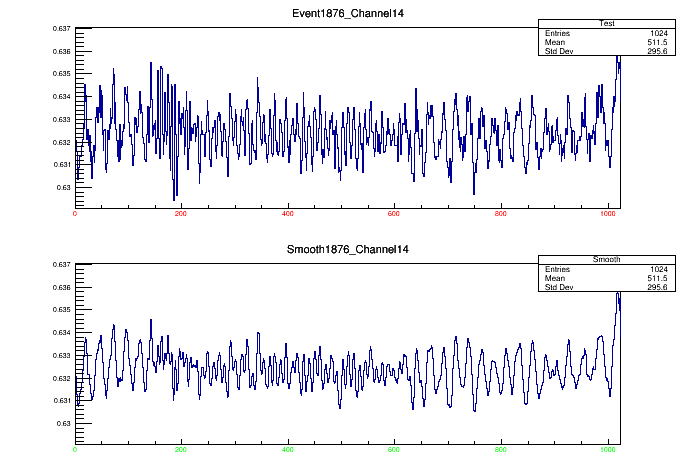 Event1876_Channel14
Test
Entries 1024
Mean 511.5
Std Dev 295.6
0.637
0.636
0.635
0.634
0.633
0.632
0.631
0.63
0 200 400 600 800 1000
Smooth1876_Channel14
Smooth
Entries 1024
Mean 511.5
Std Dev 295.6
0.637
0.636
0.635
0.634
0.633
0.632
0.631
0.63
0 200 400 600 800 1000